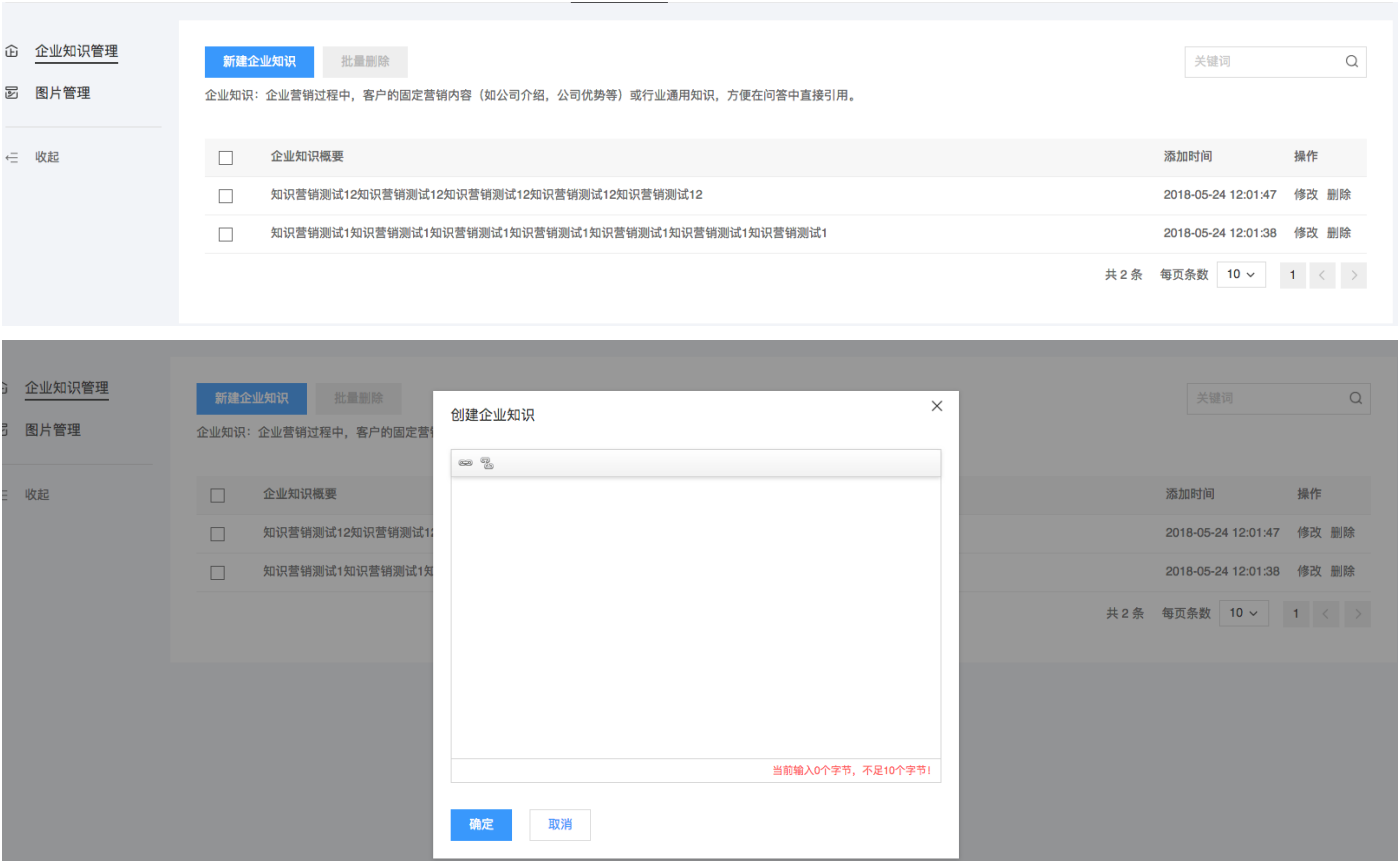 企业知识管理
图片管理
收起
新建企业知识 批量删除 关键词
企业知识：企业营销过程中，客户的固定营销内容（如公司介绍，公司优势等）或行业通用知识，方便在问答中直接引用。
企业知识概要 添加时间 操作
知识营销测试12知识营销测试12知识营销测试12知识营销测试12知识营销测试12 2018-05-24 12:01:47 修改 删除
知识营销测试1知识营销测试1知识营销测试1知识营销测试1知识营销测试1知识营销测试1知识营销测试1 2018-05-24 12:01:38 修改 删除
共 2 条 每页条数 10 1
企业知识管理
图片管理
收起
新建企业知识 批量删除 关键词
企业知识：企业营销过程中，客户的固定营
企业知识概要 添加时间 操作
知识营销测试12知识营销测试12 2018-05-24 12:01:47 修改 删除
知识营销测试1知识营销测试1知 2018-05-24 12:01:38 修改 删除
共 2 条 每页条数 10 1
创建企业知识
当前输入0个字节，不足10个字节!
确定 取消